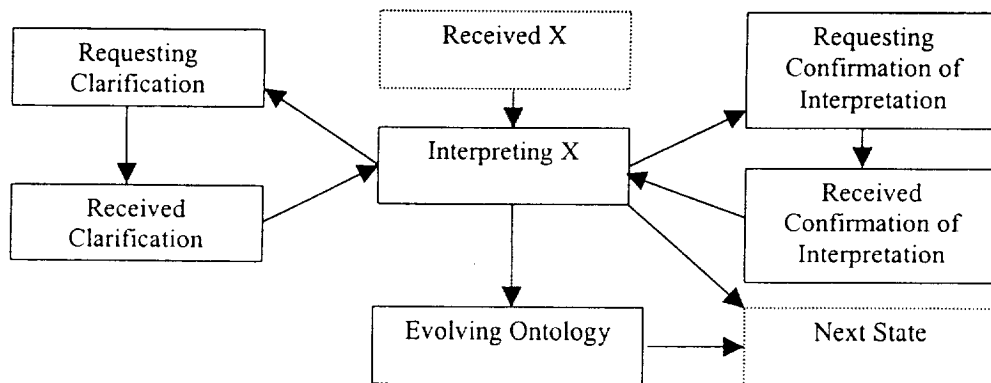 Requesting
Clarification
Received X
Requesting
Confirmation of
Interpretation
Interpreting X
Received
Clarification
Received
Confirmation of
Interpretation
Evolving Ontology
Next State